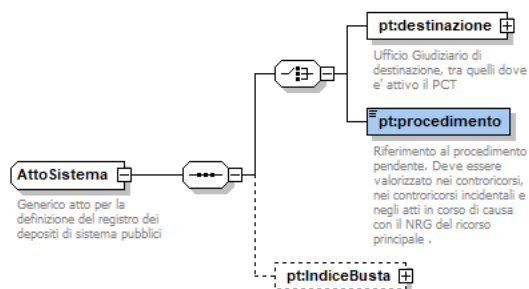 pt:destinazione
Ufficio Giudiziario di
destinazione, tra quelli dove
e' attivo il PCT
pt:procedimento
Riferimento al procedimento
pendente. Deve essere
valorizzato nei controricorsi,
nei controricorsi incidentali e
negli atti in corso di causa
con il NRG del ricorso
principale .
AttoSistema
Generico atto per la
definizione del registro dei
depositi di sistema pubblici
pt:IndiceBusta